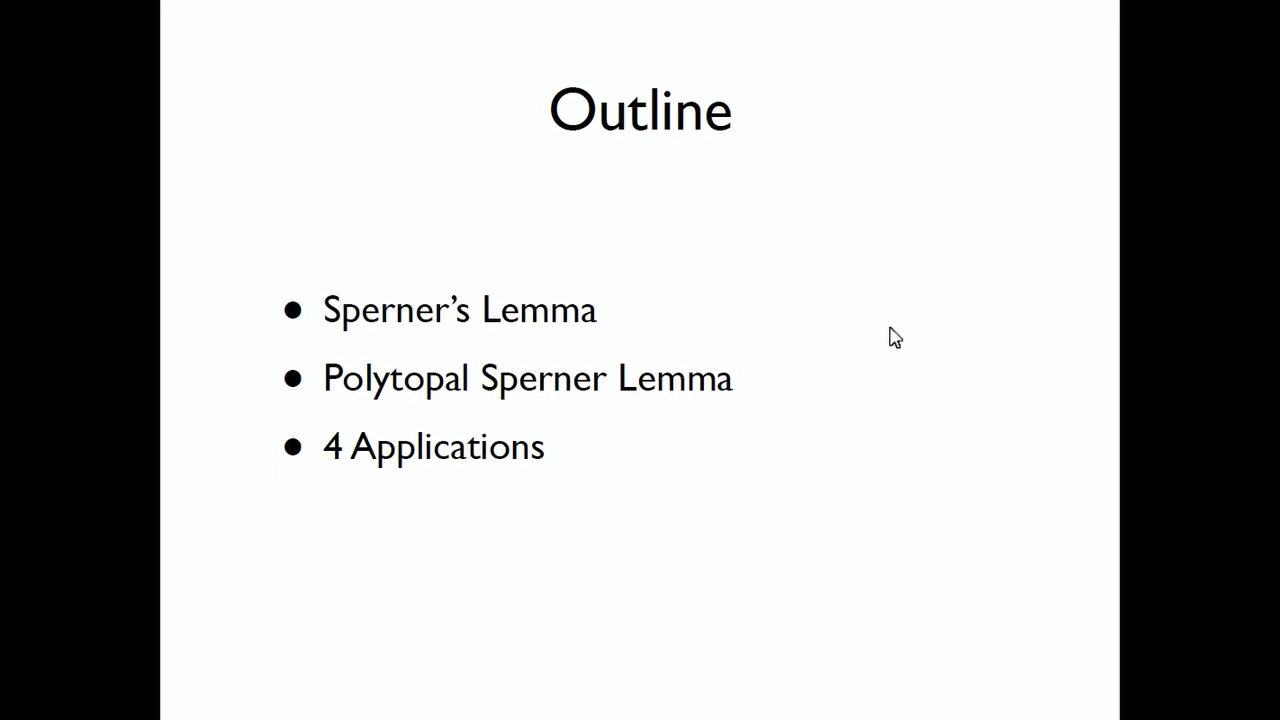 Outline
• Sperner’s Lemma
• Polytopal Sperner Lemma
• 4 Applications